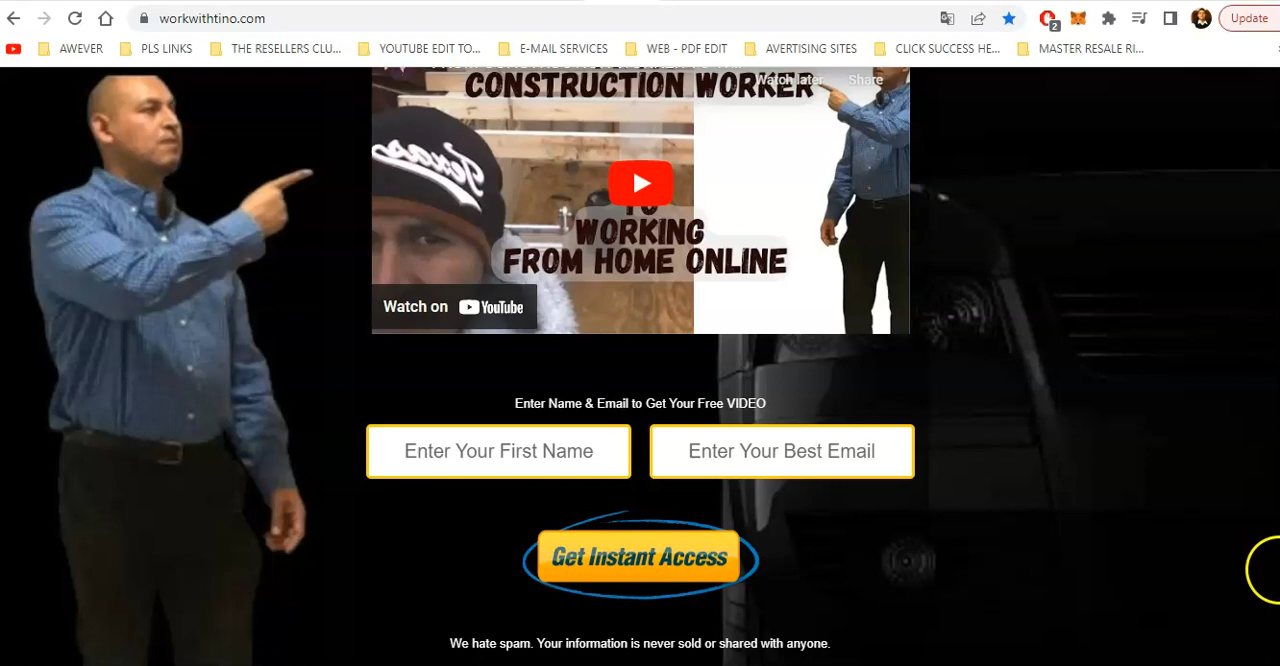 workwithtino.com
Update
AWEVER
PLS LINKS
THE RESELLERS CLU...
YOUTUBE EDIT TO...
E-MAIL SERVICES
WEB - PDF EDIT
AVERTISING SITES
CLICK SUCCESS HE...
MASTER RESALE RI...
2
CONSTRUCTION WORKER
Watch later
Share
Texas
TO
WORKING
FROM HOME ONLINE
Watch on YouTube
Enter Name & Email to Get Your Free VIDEO
Enter Your First Name
Enter Your Best Email
Get Instant Access
We hate spam. Your information is never sold or shared with anyone.